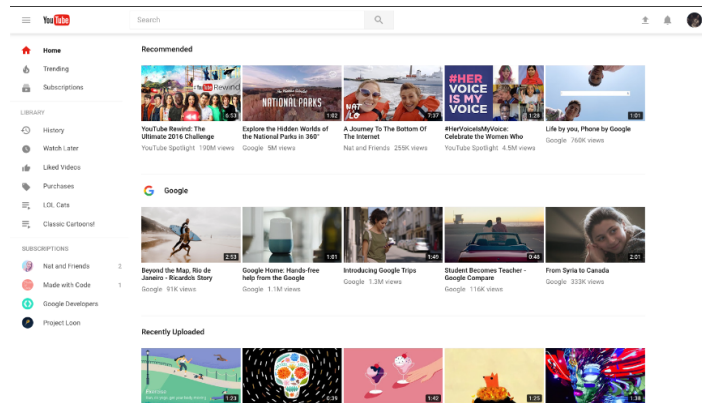 YouTube
Search
Home
Trending
Subscriptions
LIBRARY
History
Watch Later
Liked Videos
Purchases
LOL Cats
Classic Cartoons!
SUBSCRIPTIONS
Nat and Friends 2
Made with Code 1
Google Developers
Project Loon
Recommended
Rewind
6:53
YouTube Rewind: The
Ultimate 2016 Challenge
YouTube Spotlight 190M views
NATIONAL PARKS
1:02
Explore the Hidden Worlds of
the National Parks in 360°
Google 5M views
NAT
LO
7:37
A Journey To The Bottom Of
The Internet
Nat and Friends 255K views
#HER
VOICE
IS MY
VOICE
1:28
#HerVoiceIsMyVoice:
Celebrate the Women Who
YouTube Spotlight 4.5M views
1:01
Life by you, Phone by Google
Google 760K views
Google
2:53
Beyond the Map, Rio de
Janeiro - Ricardo's Story
Google 91K views
1:01
Google Home: Hands-free
help from the Google
Google 1.1M views
1:49
Introducing Google Trips
Google 1.3M views
0:48
Student Becomes Teacher -
Google Compare
Google 116K views
2:01
From Syria to Canada
Google 333K views
Recently Uploaded
1:23
0:39
1:42
1:25
1:38